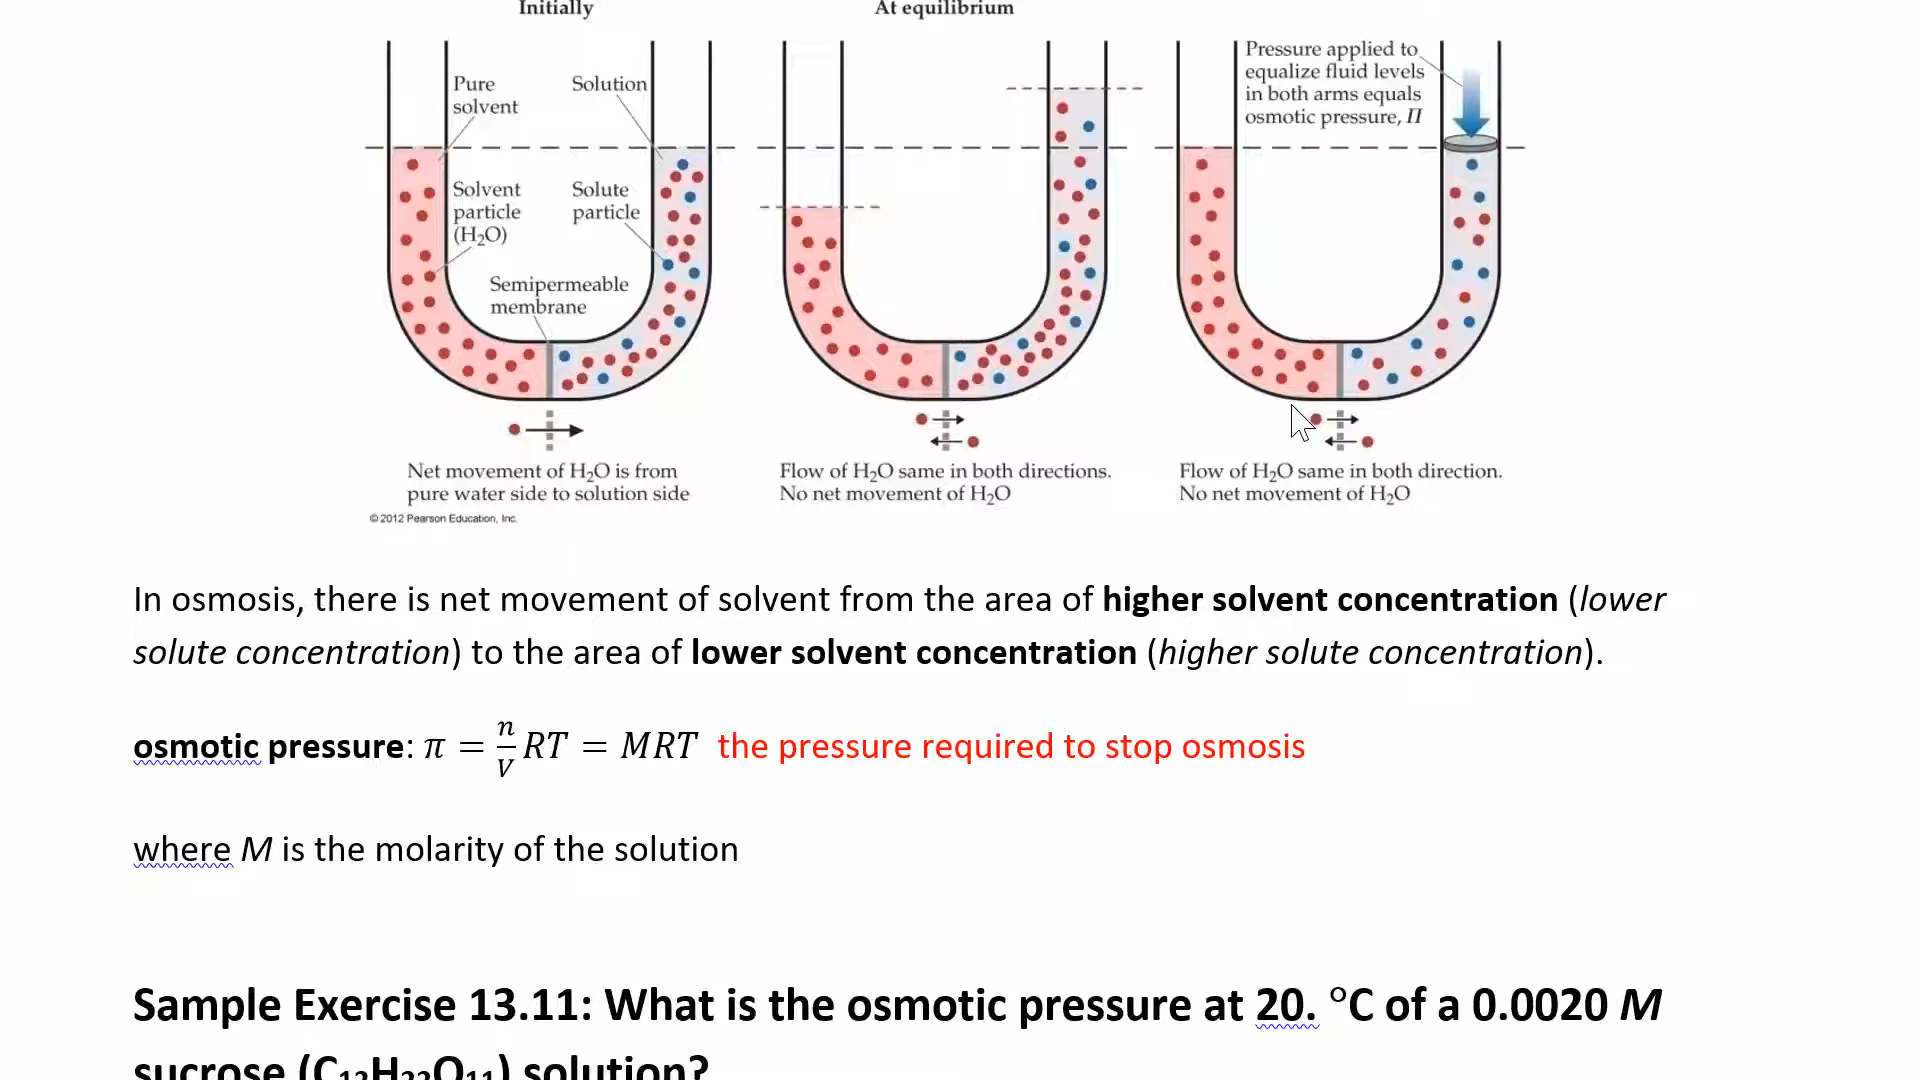 Initially
At equilibrium
Pure
solvent
Solution
Solvent
particle
(H₂O)
Solute
particle
Semipermeable
membrane
Pressure applied to
equalize fluid levels
in both arms equals
osmotic pressure, Π
Net movement of H₂O is from
pure water side to solution side
Flow of H₂O same in both directions.
No net movement of H₂O
Flow of H₂O same in both direction.
No net movement of H₂O
© 2012 Pearson Education, Inc.
In osmosis, there is net movement of solvent from the area of higher solvent concentration (lower
solute concentration) to the area of lower solvent concentration (higher solute concentration).
osmotic pressure: π = n/V RT = MRT the pressure required to stop osmosis
where M is the molarity of the solution
Sample Exercise 13.11: What is the osmotic pressure at 20. °C of a 0.0020 M
sucrose (C₁₂H₂₂O₁₁) solution?